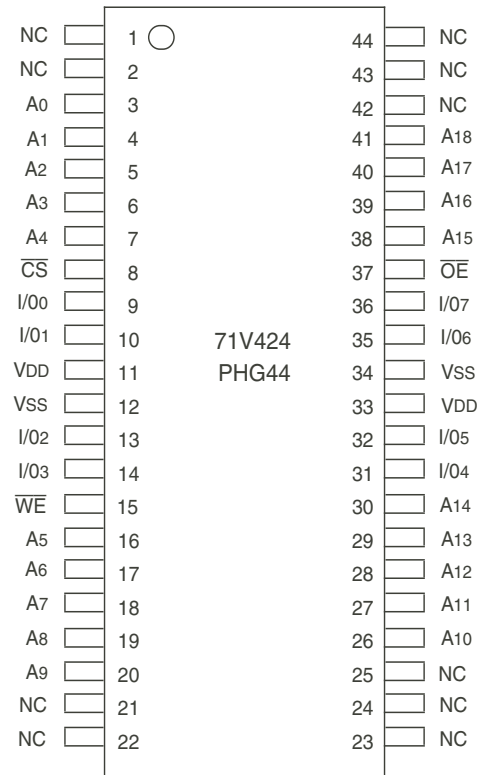 NC 1 44 NC
NC 2 43 NC
A0 3 42 NC
A1 4 41 A18
A2 5 40 A17
A3 6 39 A16
A4 7 38 A15
C̅S̅ 8 37 O̅E̅
I/O0 9 36 I/O7
I/O1 10 71V424 35 I/O6
VDD 11 PHG44 34 VSS
VSS 12 33 VDD
I/O2 13 32 I/O5
I/O3 14 31 I/O4
W̅E̅ 15 30 A14
A5 16 29 A13
A6 17 28 A12
A7 18 27 A11
A8 19 26 A10
A9 20 25 NC
NC 21 24 NC
NC 22 23 NC